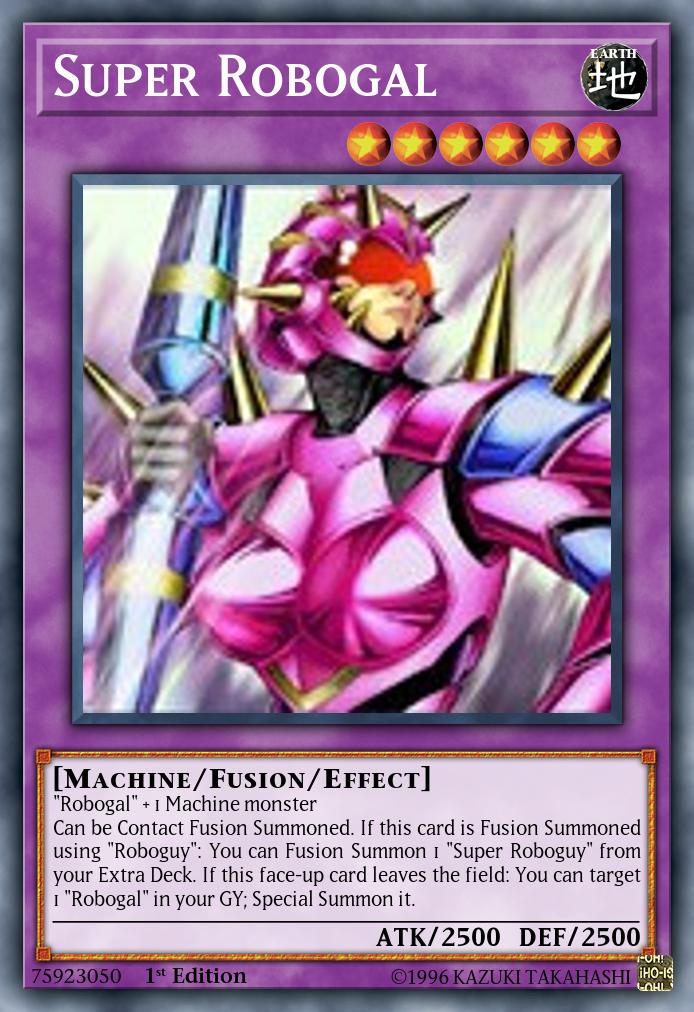 SUPER ROBOGAL
EARTH
地
[MACHINE/FUSION/EFFECT]
"Robogal" + 1 Machine monster
Can be Contact Fusion Summoned. If this card is Fusion Summoned
using "Roboguy": You can Fusion Summon 1 "Super Roboguy" from
your Extra Deck. If this face-up card leaves the field: You can target
1 "Robogal" in your GY; Special Summon it.
ATK/2500 DEF/2500
75923050 1st Edition ©1996 KAZUKI TAKAHASHI